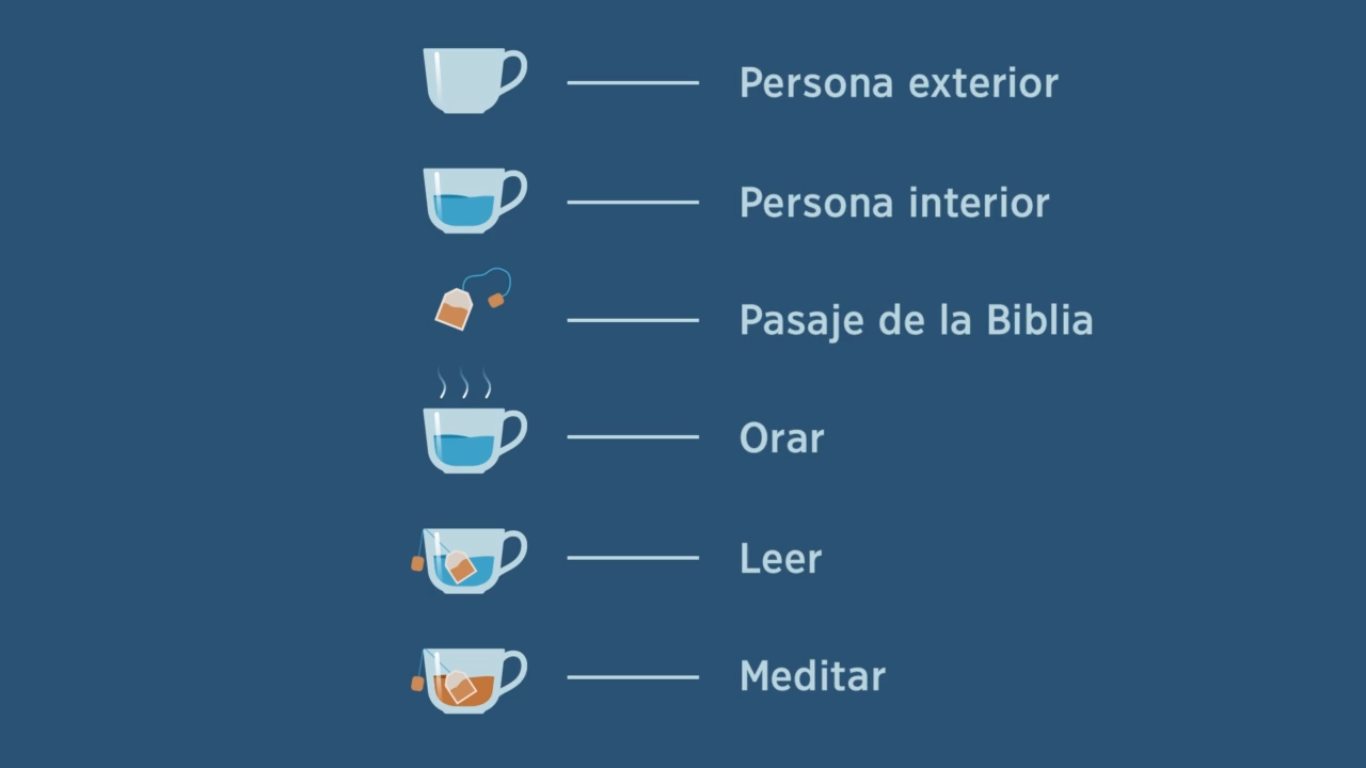 Persona exterior
Persona interior
Pasaje de la Biblia
Orar
Leer
Meditar